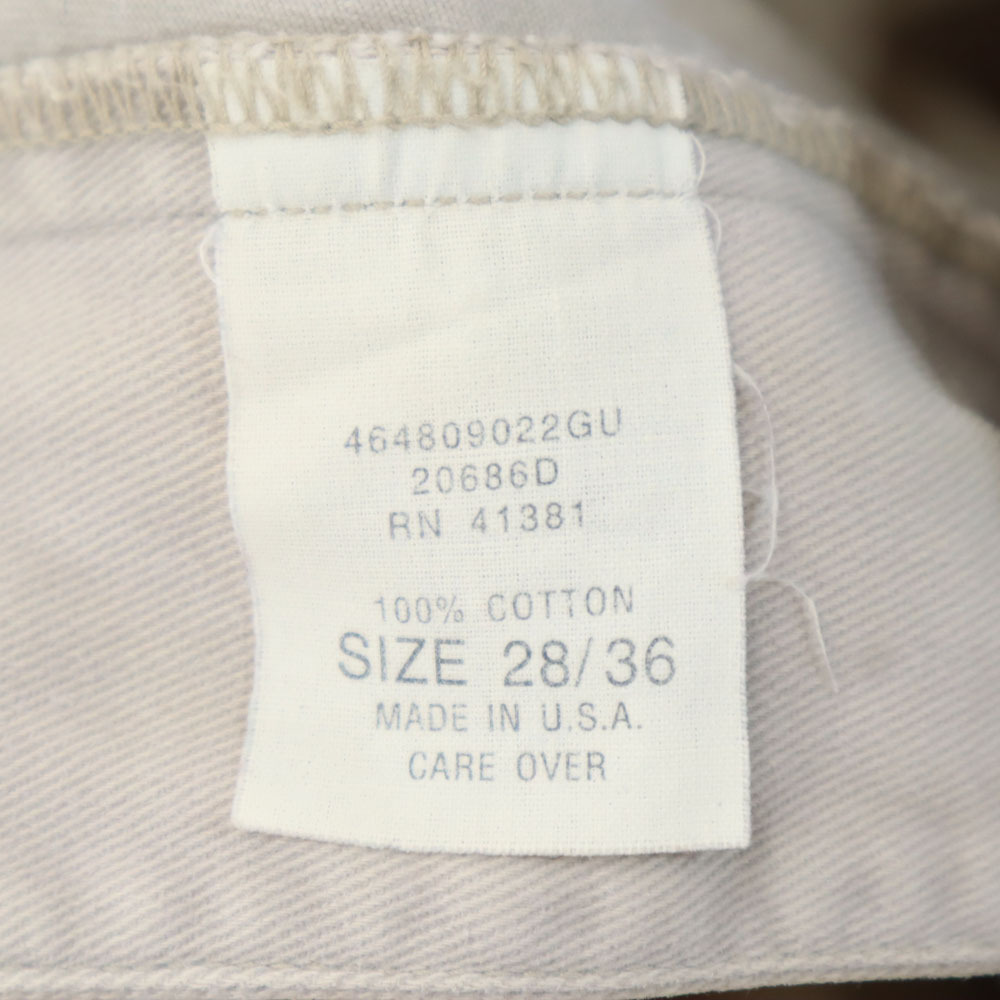 464809022GU
20686D
RN 41381
100% COTTON
SIZE 28/36
MADE IN U.S.A.
CARE OVER